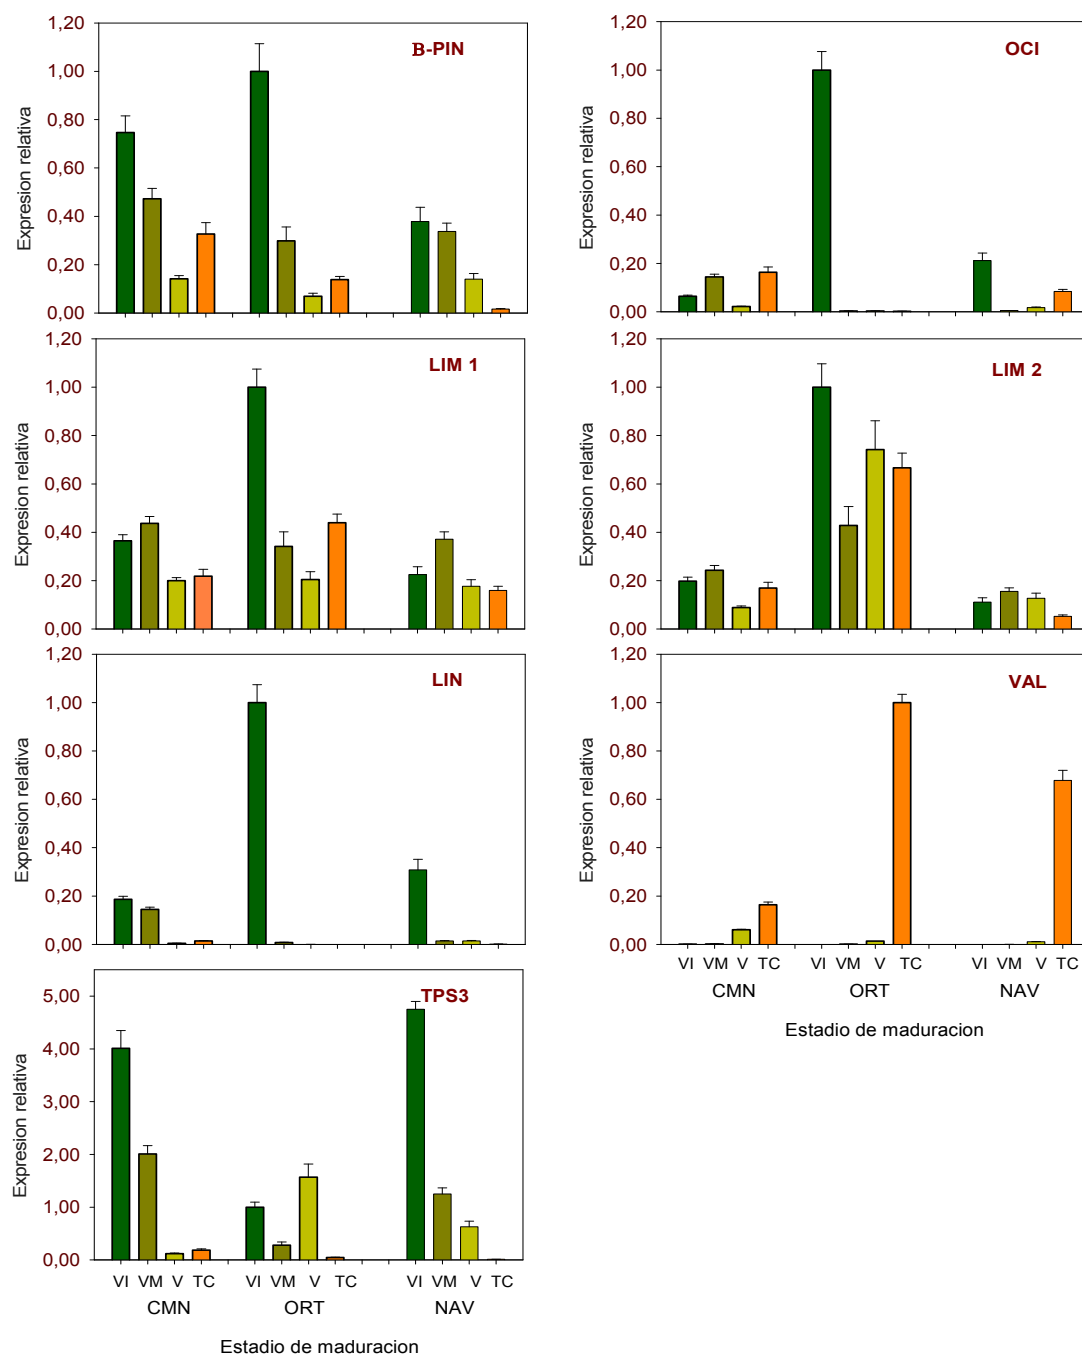 B-PIN
Expresion relativa
1,20
1,00
0,80
0,60
0,40
0,20
0,00
OCI
Expresion relativa
1,20
1,00
0,80
0,60
0,40
0,20
0,00
LIM 1
Expresion relativa
1,20
1,00
0,80
0,60
0,40
0,20
0,00
LIM 2
Expresion relativa
1,20
1,00
0,80
0,60
0,40
0,20
0,00
LIN
Expresion relativa
1,20
1,00
0,80
0,60
0,40
0,20
0,00
VAL
Expresion relativa
1,20
1,00
0,80
0,60
0,40
0,20
0,00
VI VM V TC VI VM V TC VI VM V TC
CMN ORT NAV
Estadio de maduracion
TPS3
Expresion relativa
5,00
4,00
3,00
2,00
1,00
0,00
VI VM V TC VI VM V TC VI VM V TC
CMN ORT NAV
Estadio de maduracion